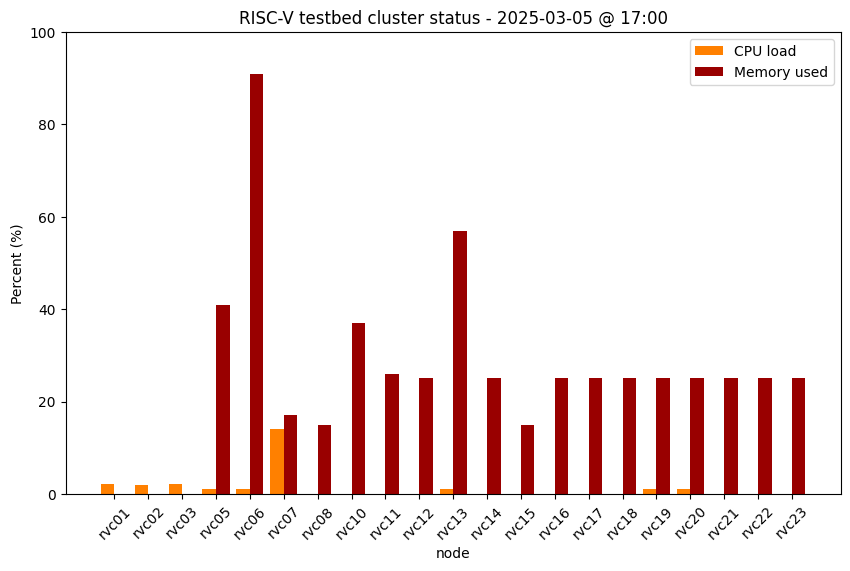 RISC-V testbed cluster status - 2025-03-05 @ 17:00
CPU load
Memory used
Percent (%)
100
80
60
40
20
0
rvc01
rvc02
rvc03
rvc05
rvc06
rvc07
rvc08
rvc10
rvc11
rvc12
rvc13
rvc14
rvc15
rvc16
rvc17
rvc18
rvc19
rvc20
rvc21
rvc22
rvc23
node